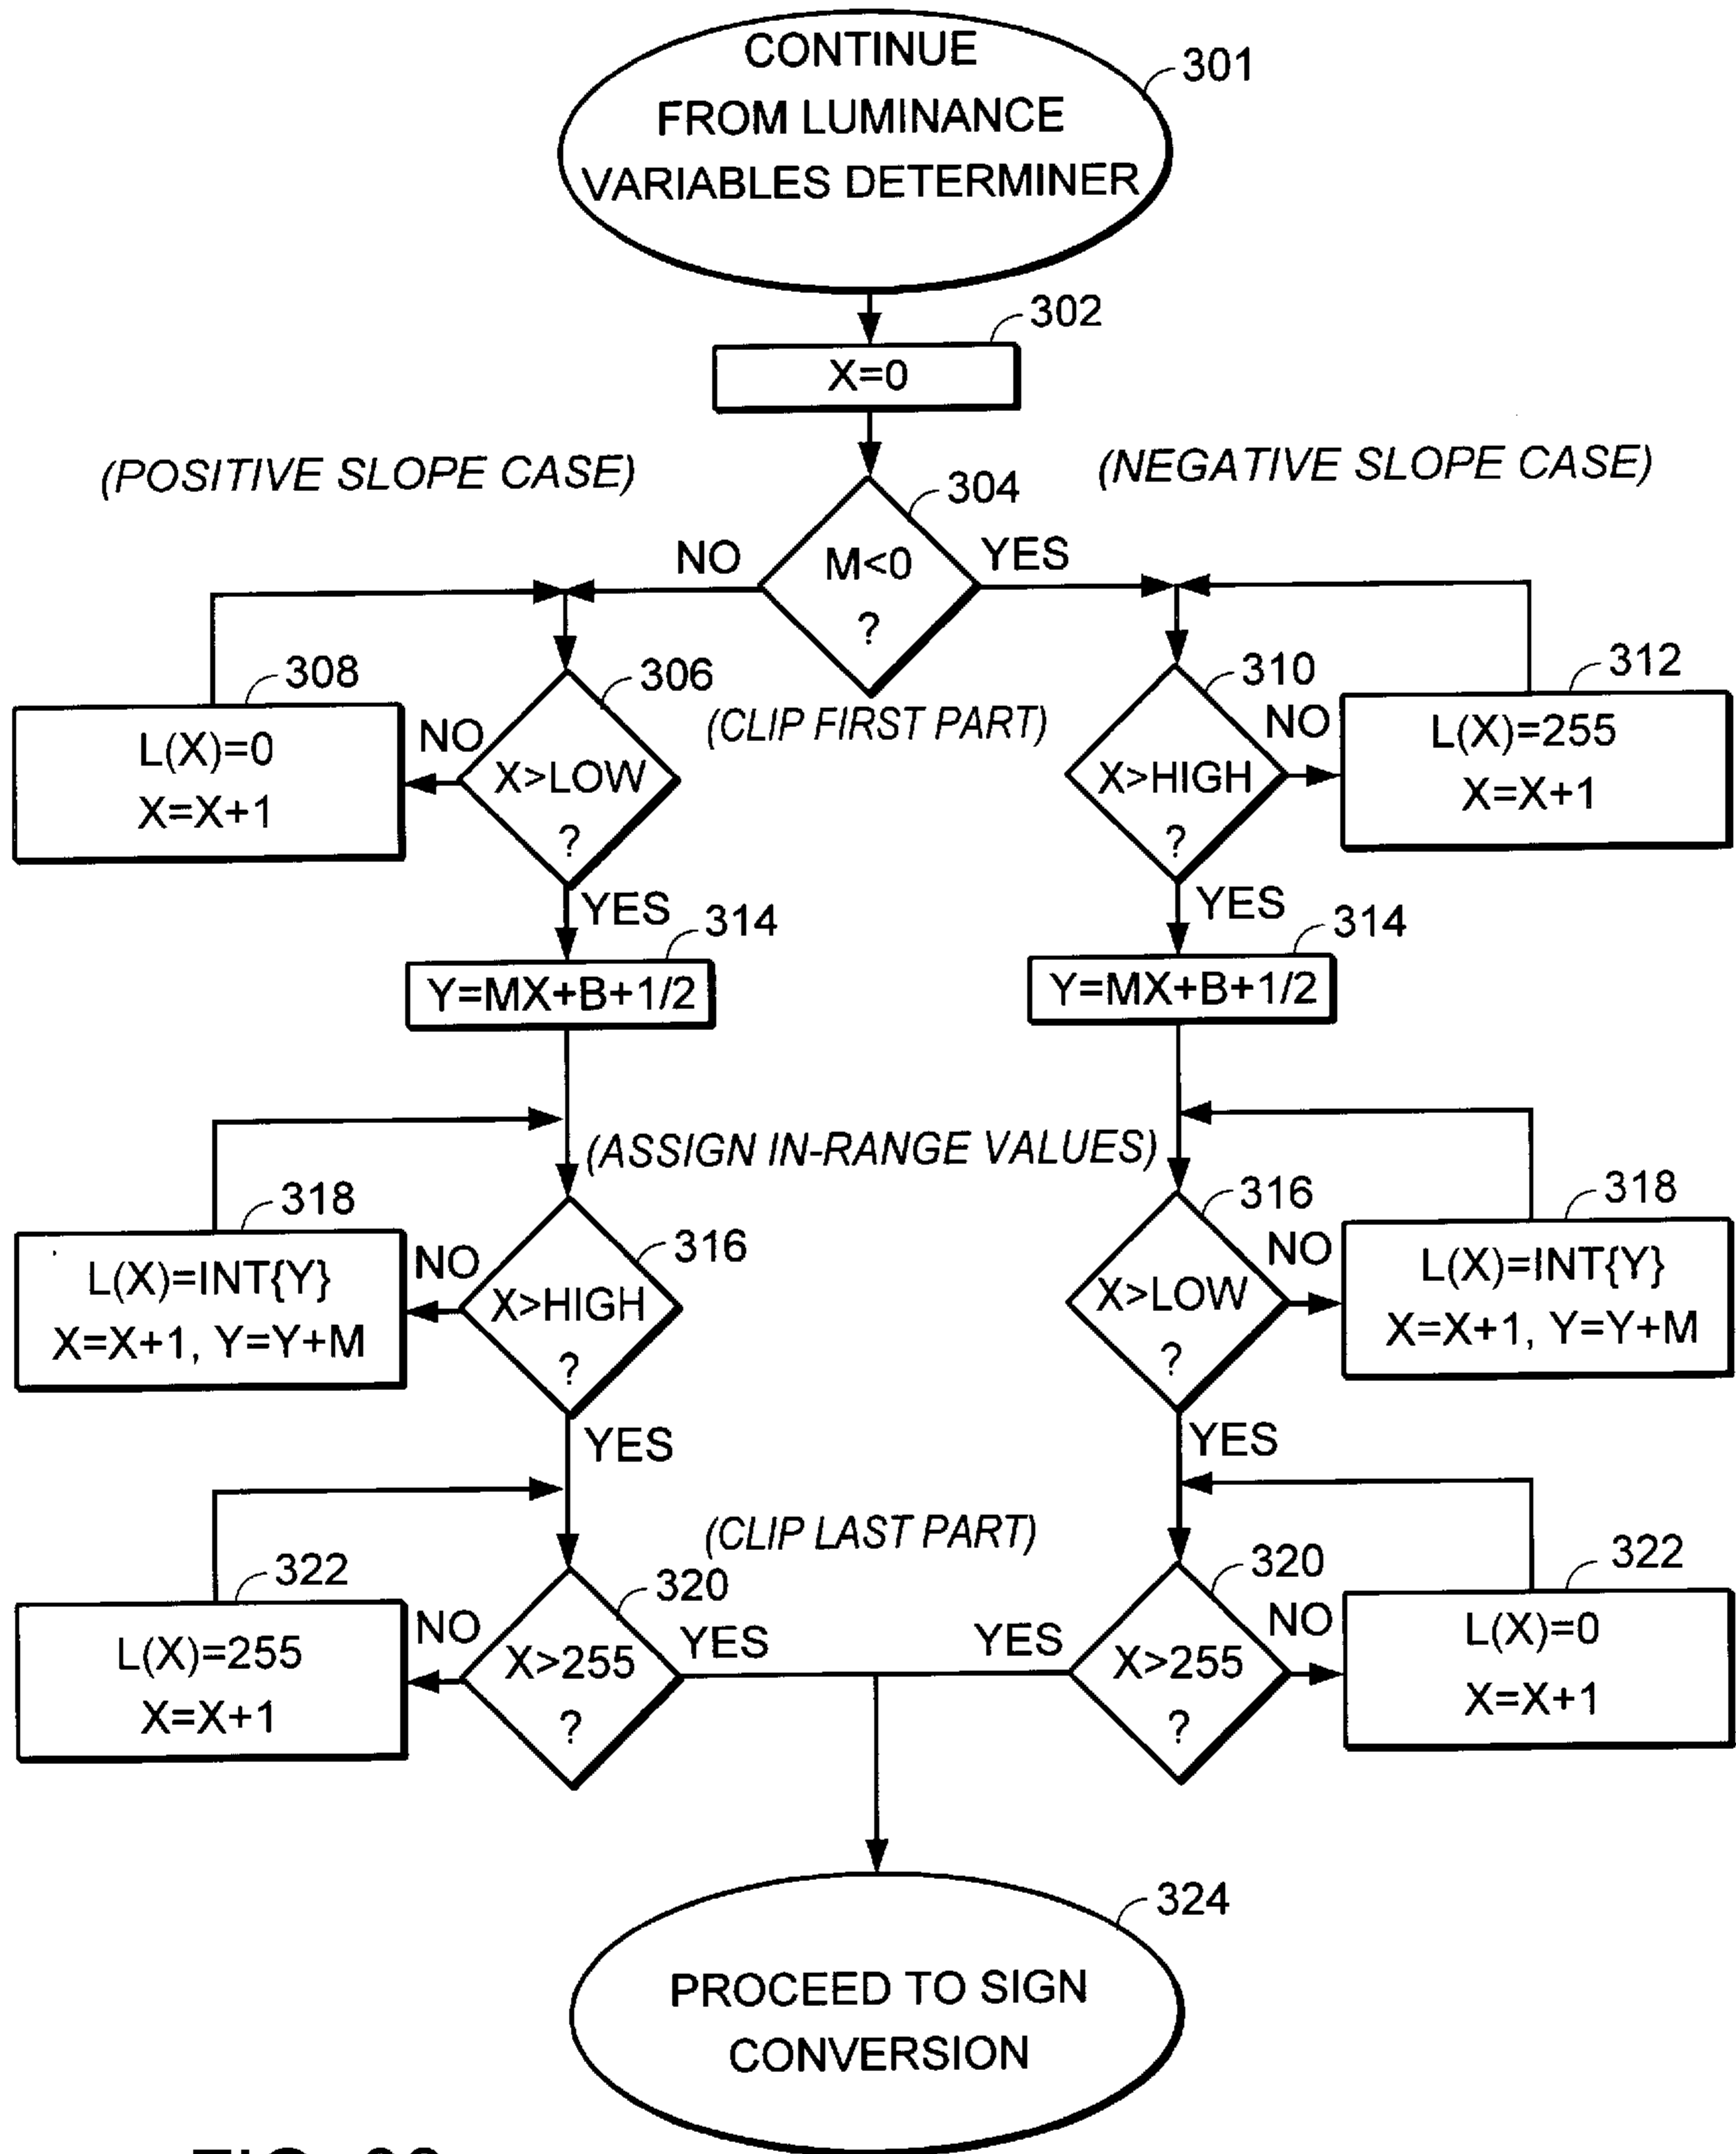 CONTINUE
FROM LUMINANCE
VARIABLES DETERMINER
301
302
X=0
(POSITIVE SLOPE CASE)
(NEGATIVE SLOPE CASE)
304
NO
M<0
?
YES
308
L(X)=0
X=X+1
NO
306
X>LOW
?
(CLIP FIRST PART)
310
X>HIGH
?
NO
312
L(X)=255
X=X+1
YES
314
Y=MX+B+1/2
YES
314
Y=MX+B+1/2
(ASSIGN IN-RANGE VALUES)
318
L(X)=INT{Y}
X=X+1, Y=Y+M
NO
316
X>HIGH
?
316
X>LOW
?
NO
318
L(X)=INT{Y}
X=X+1, Y=Y+M
YES
YES
(CLIP LAST PART)
322
L(X)=255
X=X+1
NO
320
X>255
?
YES
YES
320
X>255
?
NO
322
L(X)=0
X=X+1
324
PROCEED TO SIGN
CONVERSION